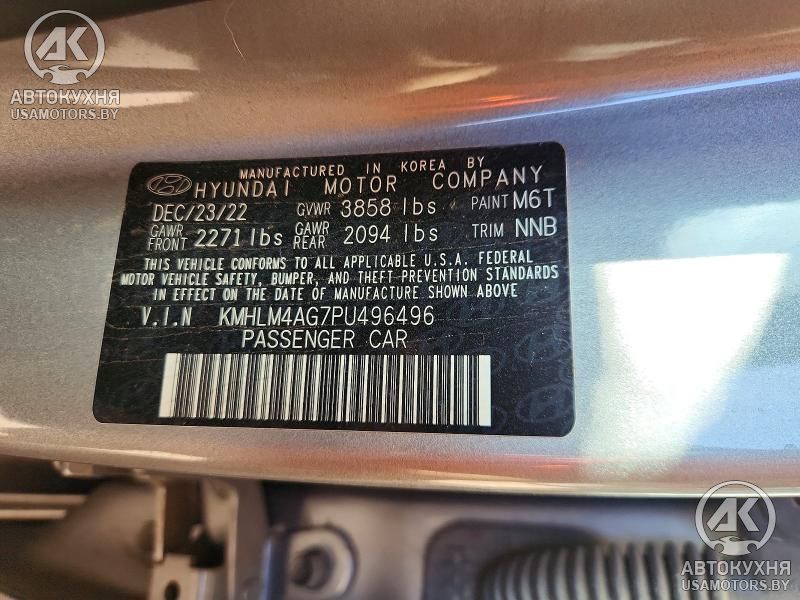 АК
АВТОКУХНЯ
USAMOTORS.BY
MANUFACTURED IN KOREA BY
HYUNDAI MOTOR COMPANY
DEC/23/22 GVWR 3858 lbs PAINT M6T
GAWR FRONT 2271 lbs GAWR REAR 2094 lbs TRIM NNB
THIS VEHICLE CONFORMS TO ALL APPLICABLE U.S.A. FEDERAL
MOTOR VEHICLE SAFETY, BUMPER, AND THEFT PREVENTION STANDARDS
IN EFFECT ON THE DATE OF MANUFACTURE SHOWN ABOVE
V.I.N KMHLM4AG7PU496496
PASSENGER CAR
АК
АВТОКУХНЯ
USAMOTORS.BY